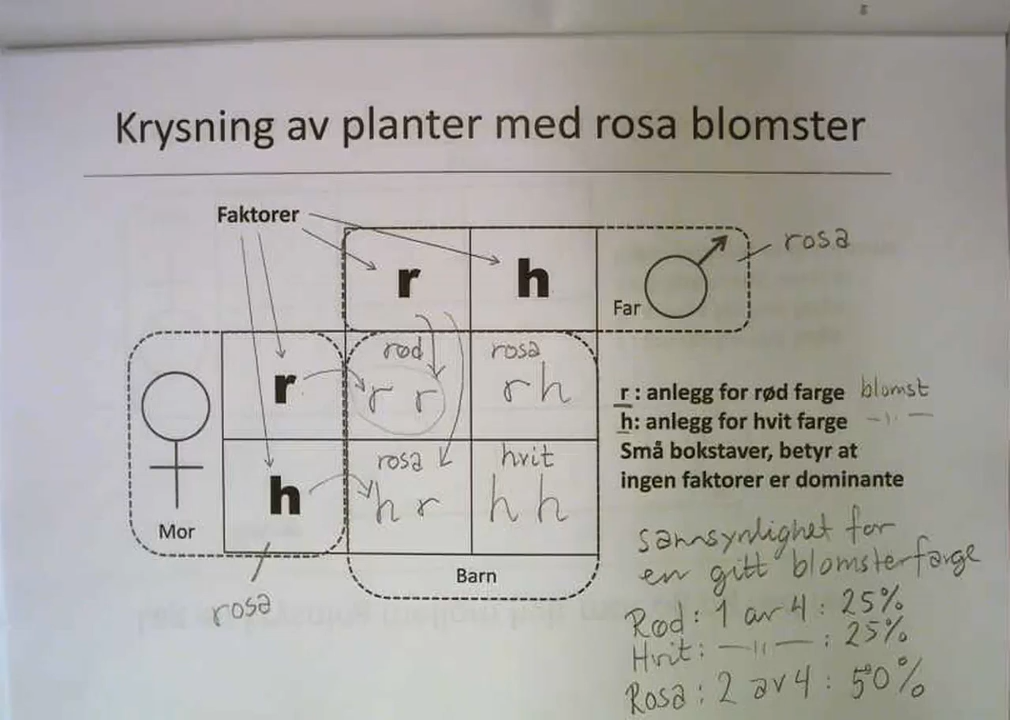 Krysning av planter med rosa blomster
Faktorer
r
h
Far
rosa
r
rød
r r
rosa
r h
h
rosa
h r
hvit
h h
Mor
Barn
rosa
r : anlegg for rød farge blomst
h: anlegg for hvit farge —〃—
Små bokstaver, betyr at
ingen faktorer er dominante
sansynlighet for
en gitt blomsterfarge
Rød: 1 av 4 : 25%
Hvit: —〃— : 25%
Rosa: 2 av 4 : 50%